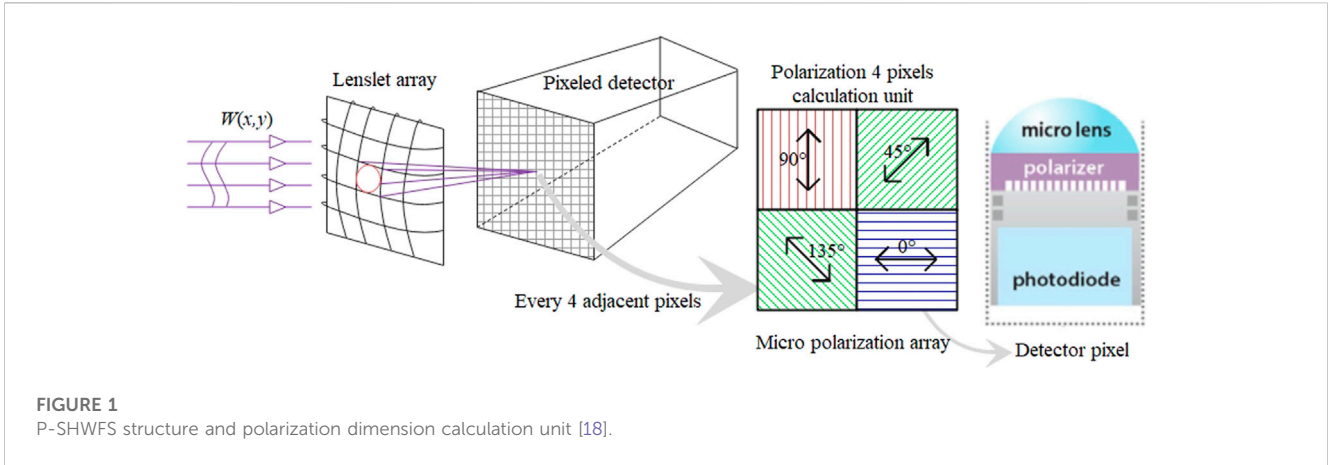 W(x,y)
Lenslet array
Pixeled detector
Every 4 adjacent pixels
Polarization 4 pixels
calculation unit
90°
45°
135°
0°
Micro polarization array
micro lens
polarizer
photodiode
Detector pixel
FIGURE 1
P-SHWFS structure and polarization dimension calculation unit [18].